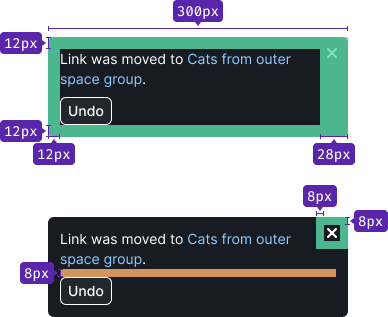 300px
12px
Link was moved to Cats from outer
space group.
Undo
12px
12px
28px
8px
8px
Link was moved to Cats from outer
space group.
8px
Undo